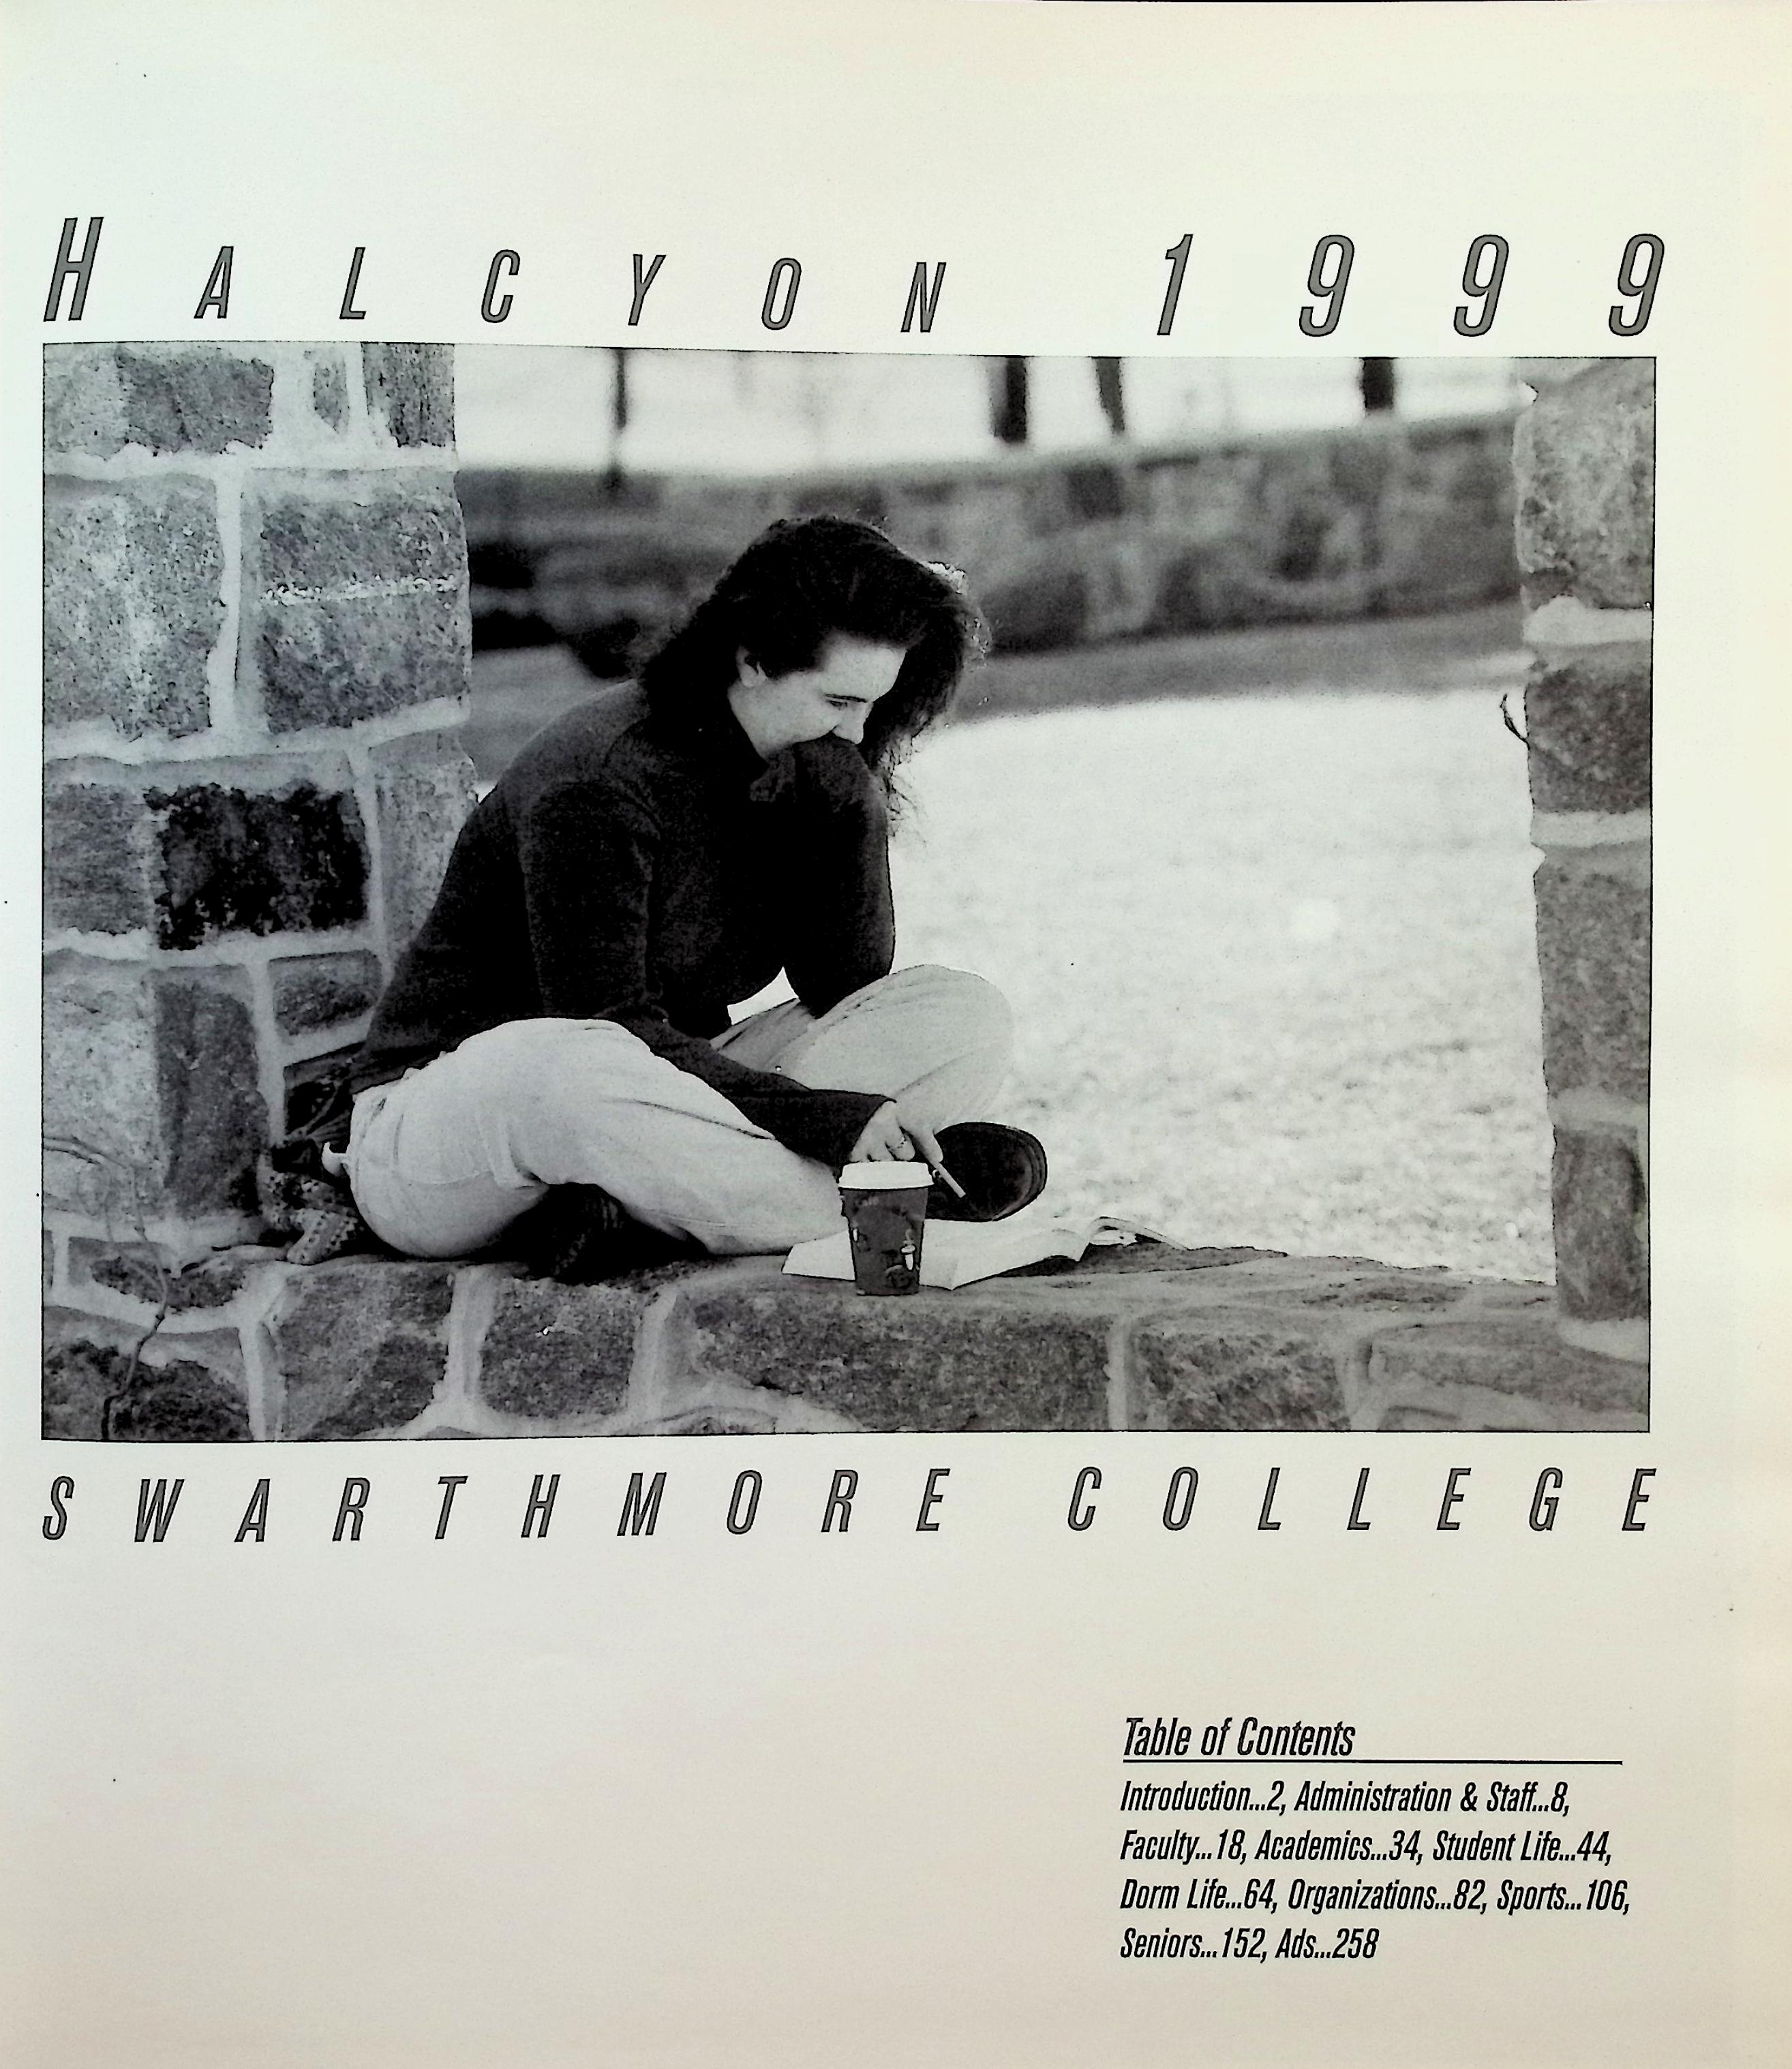 HALCYON 1999
SWARTHMORE COLLEGE
Table of Contents
Introduction...2, Administration & Staff...8,
Faculty...18, Academics...34, Student Life...44,
Dorm Life...64, Organizations...82, Sports...106,
Seniors...152, Ads...258